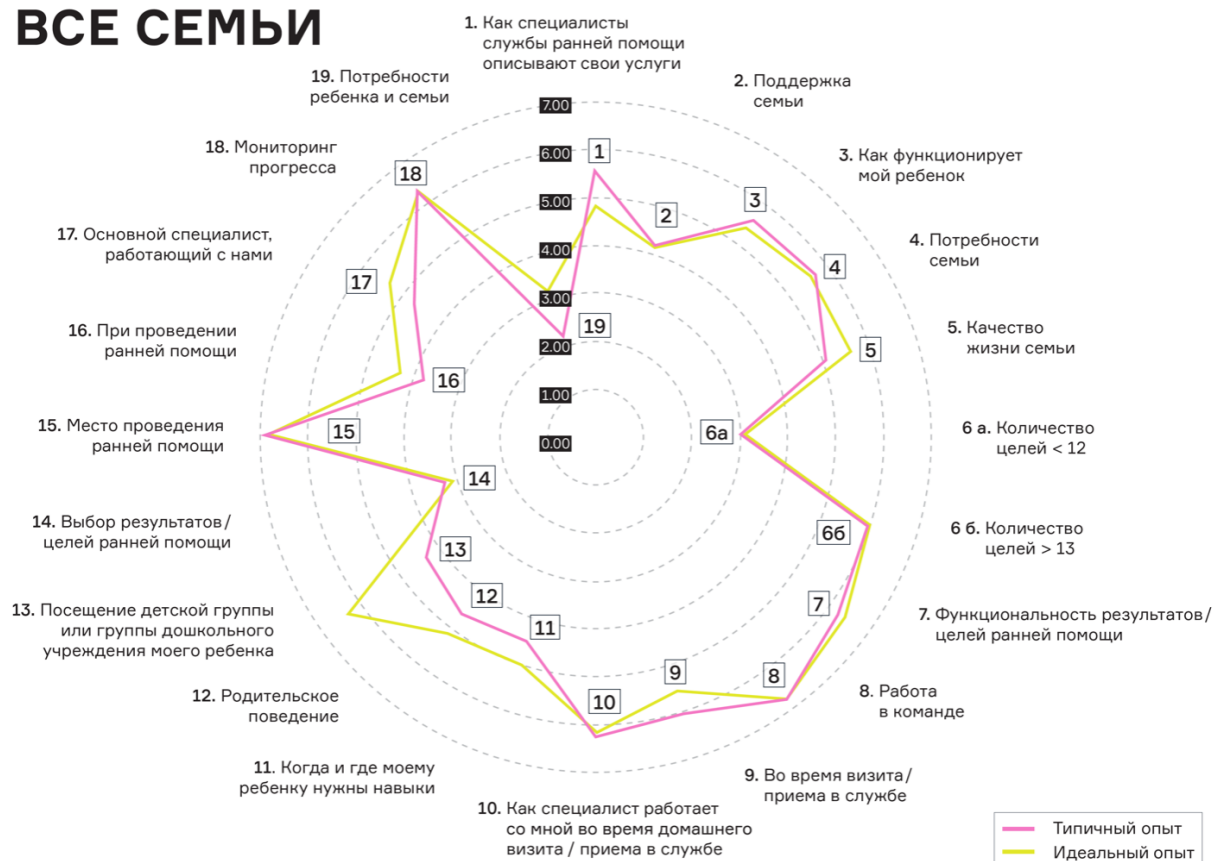 ВСЕ СЕМЬИ
1. Как специалисты
службы ранней помощи
описывают свои услуги
2. Поддержка
семьи
3. Как функционирует
мой ребенок
4. Потребности
семьи
5. Качество
жизни семьи
6 а. Количество
целей < 12
6 б. Количество
целей > 13
7. Функциональность результатов/
целей ранней помощи
8. Работа
в команде
9. Во время визита/
приема в службе
10. Как специалист работает
со мной во время домашнего
визита / приема в службе
11. Когда и где моему
ребенку нужны навыки
12. Родительское
поведение
13. Посещение детской группы
или группы дошкольного
учреждения моего ребенка
14. Выбор результатов/
целей ранней помощи
15. Место проведения
ранней помощи
16. При проведении
ранней помощи
17. Основной специалист,
работающий с нами
18. Мониторинг
прогресса
19. Потребности
ребенка и семьи
7.00
6.00
5.00
4.00
3.00
2.00
1.00
0.00
1
2
3
4
5
6а
6б
7
8
9
10
11
12
13
14
15
16
17
18
19
Типичный опыт
Идеальный опыт